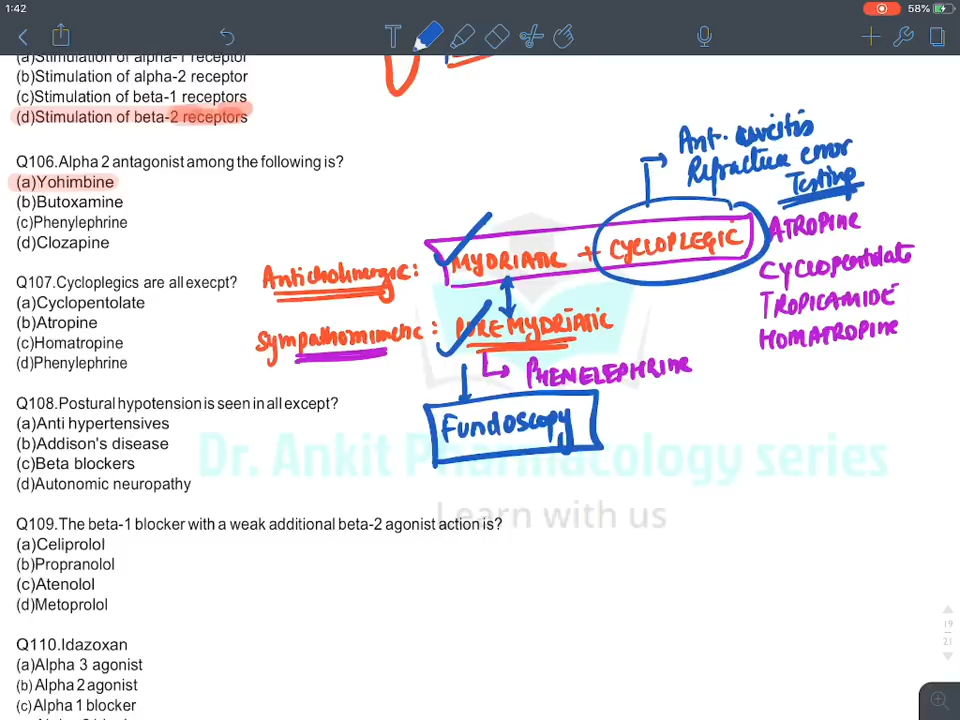 1:42
58%
T
(a)Stimulation of alpha-1 receptor
(b)Stimulation of alpha-2 receptor
(c)Stimulation of beta-1 receptors
(d)Stimulation of beta-2 receptors
Q106.Alpha 2 antagonist among the following is?
(a)Yohimbine
(b)Butoxamine
(c)Phenylephrine
(d)Clozapine
Q107.Cycloplegics are all execpt?
(a)Cyclopentolate
(b)Atropine
(c)Homatropine
(d)Phenylephrine
Q108.Postural hypotension is seen in all except?
(a)Anti hypertensives
(b)Addison's disease
(c)Beta blockers
(d)Autonomic neuropathy
Q109.The beta-1 blocker with a weak additional beta-2 agonist action is?
(a)Celiprolol
(b)Propranolol
(c)Atenolol
(d)Metoprolol
Q110.Idazoxan
(a)Alpha 3 agonist
(b)Alpha 2 agonist
(c)Alpha 1 blocker
Ant. uveitis
Refractive error
Testing
Anticholinergic: MYDRIATIC + CYCLOPLEGIC
ATROPINE
Cyclopentolate
TROPICAMIDE
HOMATROPINE
Sympathomimetic: PURE MYDRIATIC
PHENELEPHRINE
Fundoscopy
Dr. Ankit Pharmacology series
Learn with us
19
21